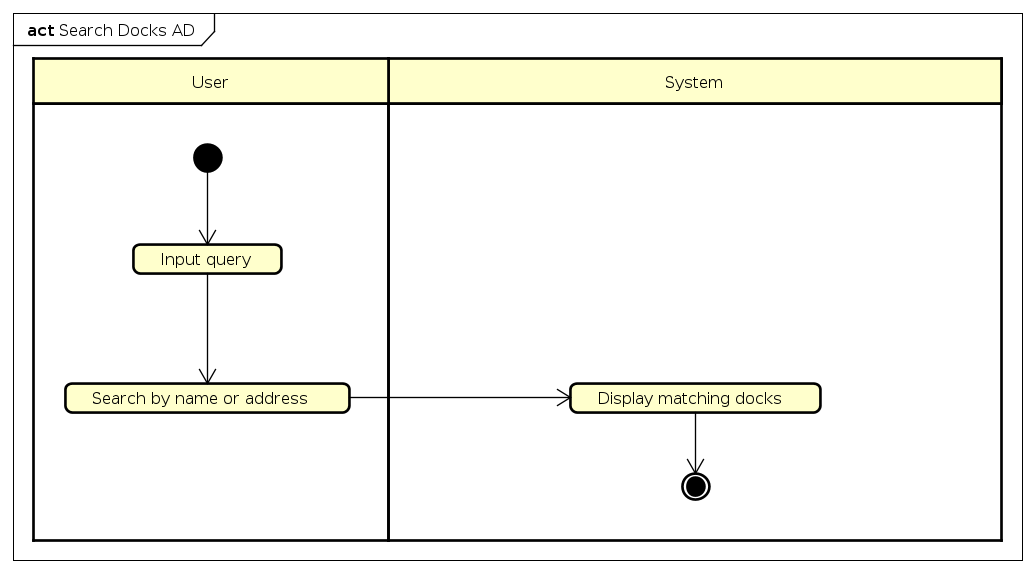 act Search Docks AD
User
System
Input query
Search by name or address
Display matching docks